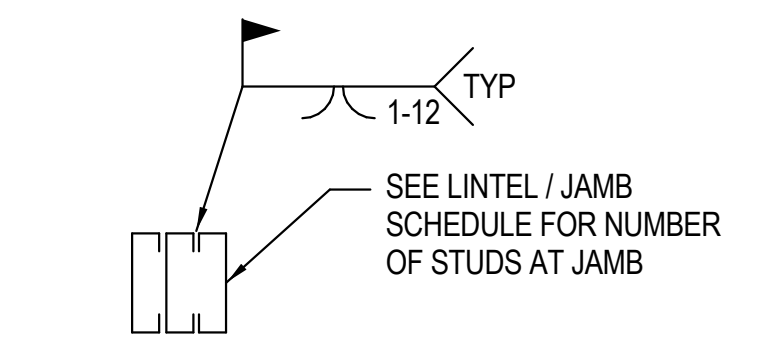 TYP
1-12
SEE LINTEL / JAMB
SCHEDULE FOR NUMBER
OF STUDS AT JAMB